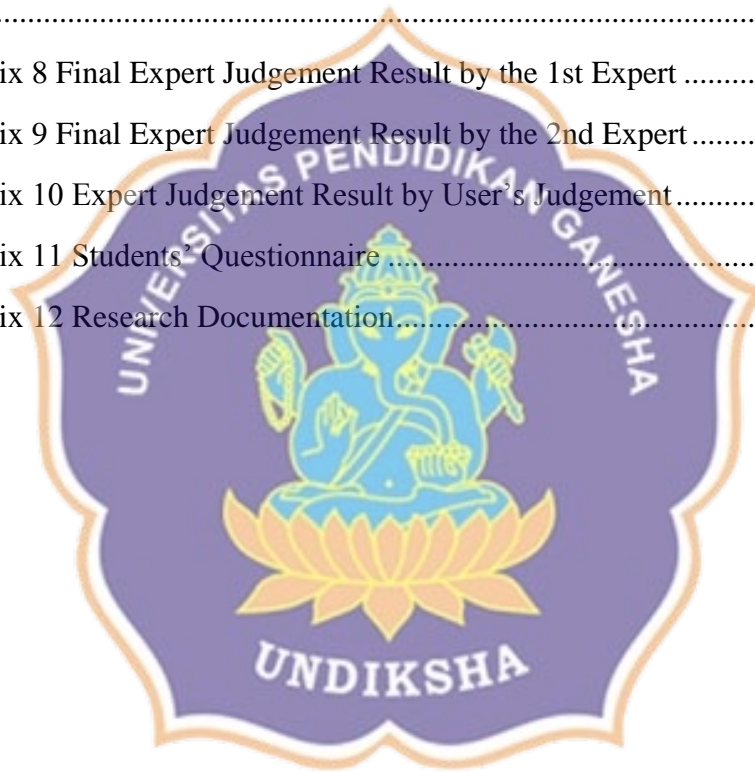 ....................................................................................
ix 8 Final Expert Judgement Result by the 1st Expert .........
ix 9 Final Expert Judgement Result by the 2nd Expert ........
ix 10 Expert Judgement Result by User's Judgement ..........
ix 11 Students' Questionnaire ...............................................
ix 12 Research Documentation..............................................
UNIVERSITAS PENDIDIKAN GANESHA
UNDIKSHA